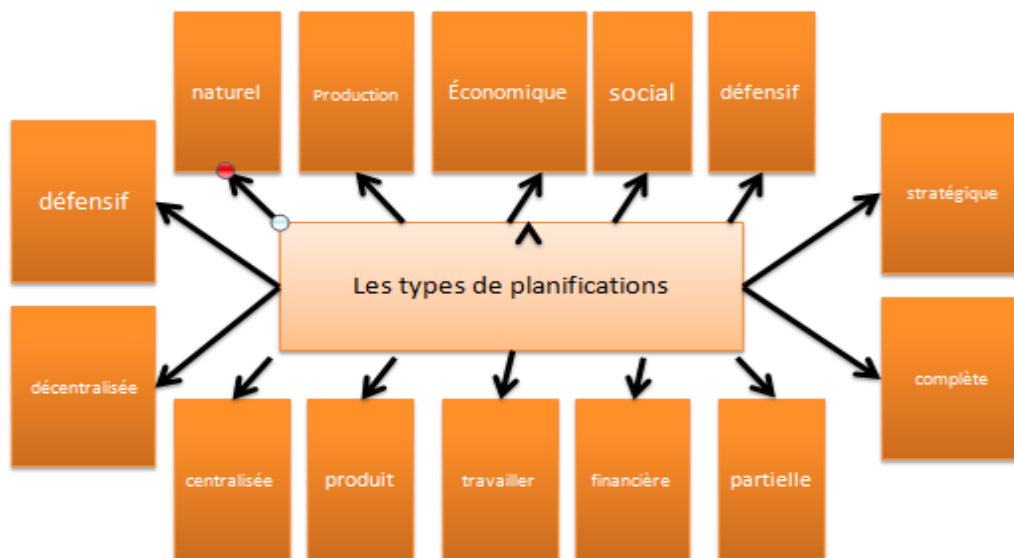 naturel
Production
Économique
social
défensif
défensif
stratégique
Les types de planifications
décentralisée
complète
centralisée
produit
travailler
financière
partielle